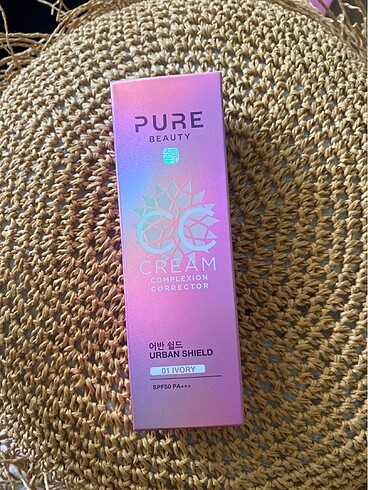 PURE
BEAUTY
CC
CREAM
COMPLEXION
CORRECTOR
어반 쉴드
URBAN SHIELD
01 IVORY
SPF50 PA+++